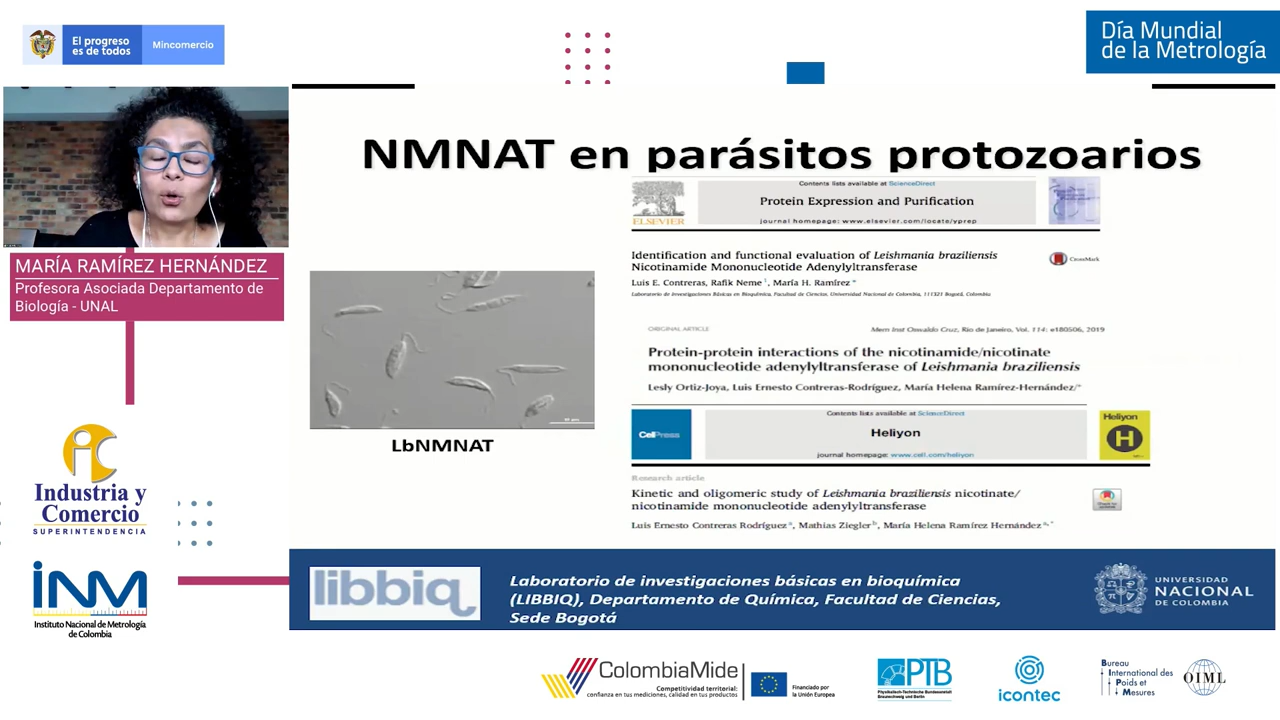 El progreso
es de todos
Mincomercio
Día Mundial
de la Metrología
NMNAT en parásitos protozoarios
Contents lists available at ScienceDirect
Protein Expression and Purification
journal homepage: www.elsevier.com/locate/yprep
ELSEVIER
Identification and functional evaluation of Leishmania braziliensis
Nicotinamide Mononucleotide Adenylyltransferase
CrossMark
Luis E. Contreras, Rafik Neme, María H. Ramírez *
Laboratorio de Investigaciones Básicas en Bioquímica, Facultad de Ciencias, Universidad Nacional de Colombia, 111321 Bogotá, Colombia
ORIGINAL ARTICLE
Mem Inst Oswaldo Cruz, Rio de Janeiro, Vol. 114: e180506, 2019
Protein-protein interactions of the nicotinamide/nicotinate
mononucleotide adenylyltransferase of Leishmania braziliensis
Lesly Ortiz-Joya, Luis Ernesto Contreras-Rodríguez, María Helena Ramírez-Hernández/+
Contents lists available at ScienceDirect
CellPress
Heliyon
journal homepage: www.cell.com/heliyon
Heliyon
H
Research article
Kinetic and oligomeric study of Leishmania braziliensis nicotinate/
nicotinamide mononucleotide adenylyltransferase
Luis Ernesto Contreras Rodríguez a, Mathias Ziegler b, María Helena Ramírez Hernández a,*
LbNMNAT
MARÍA RAMÍREZ HERNÁNDEZ
Profesora Asociada Departamento de
Biología - UNAL
Industria y
Comercio
SUPERINTENDENCIA
iNM
Instituto Nacional de Metrología
de Colombia
libbiq
Laboratorio de investigaciones básicas en bioquímica
(LIBBIQ), Departamento de Química, Facultad de Ciencias,
Sede Bogotá
UNIVERSIDAD
NACIONAL
DE COLOMBIA
ColombiaMide
Competitividad territorial:
confianza en tus mediciones, calidad en tus productos
Financiado por
la Unión Europea
PTB
Physikalisch-Technische Bundesanstalt
Braunschweig und Berlin
icontec
Bureau
International des
Poids et
Mesures
OIML